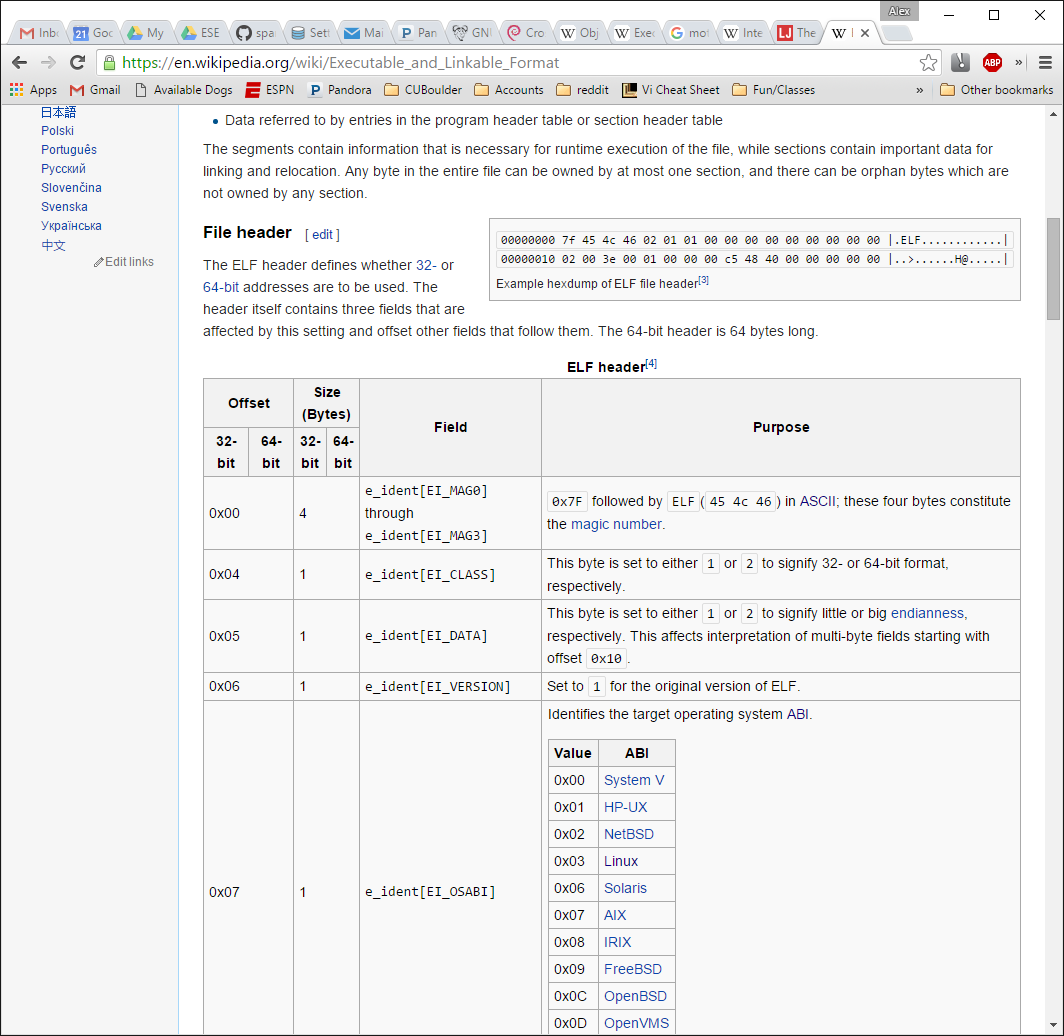 Alex
Inb
Goo
My
ESE
spa
Sett
Mai
Pan
GNU
Cro
Obj
Exec
mot
Inte
The
https://en.wikipedia.org/wiki/Executable_and_Linkable_Format
ABP
»
Apps
Gmail
Available Dogs
ESPN
Pandora
CUBoulder
Accounts
reddit
Vi Cheat Sheet
Fun/Classes
»
Other bookmarks
日本語
Polski
Português
Русский
Slovenčina
Svenska
Українська
中文
Edit links
• Data referred to by entries in the program header table or section header table
The segments contain information that is necessary for runtime execution of the file, while sections contain important data for
linking and relocation. Any byte in the entire file can be owned by at most one section, and there can be orphan bytes which are
not owned by any section.
File header [ edit ]
The ELF header defines whether 32- or
64-bit addresses are to be used. The
header itself contains three fields that are
affected by this setting and offset other fields that follow them. The 64-bit header is 64 bytes long.
00000000 7f 45 4c 46 02 01 01 00 00 00 00 00 00 00 00 00 |.ELF............|
00000010 02 00 3e 00 01 00 00 00 c5 48 40 00 00 00 00 00 |..>......H@.....|
Example hexdump of ELF file header[3]
ELF header[4]
Offset
Size
(Bytes)
Field
Purpose
32-
bit
64-
bit
32-
bit
64-
bit
0x00
4
e_ident[EI_MAG0]
through
e_ident[EI_MAG3]
0x7F followed by ELF(45 4c 46) in ASCII; these four bytes constitute
the magic number.
0x04
1
e_ident[EI_CLASS]
This byte is set to either 1 or 2 to signify 32- or 64-bit format,
respectively.
0x05
1
e_ident[EI_DATA]
This byte is set to either 1 or 2 to signify little or big endianness,
respectively. This affects interpretation of multi-byte fields starting with
offset 0x10.
0x06
1
e_ident[EI_VERSION]
Set to 1 for the original version of ELF.
0x07
1
e_ident[EI_OSABI]
Identifies the target operating system ABI.
Value ABI
0x00 System V
0x01 HP-UX
0x02 NetBSD
0x03 Linux
0x06 Solaris
0x07 AIX
0x08 IRIX
0x09 FreeBSD
0x0C OpenBSD
0x0D OpenVMS